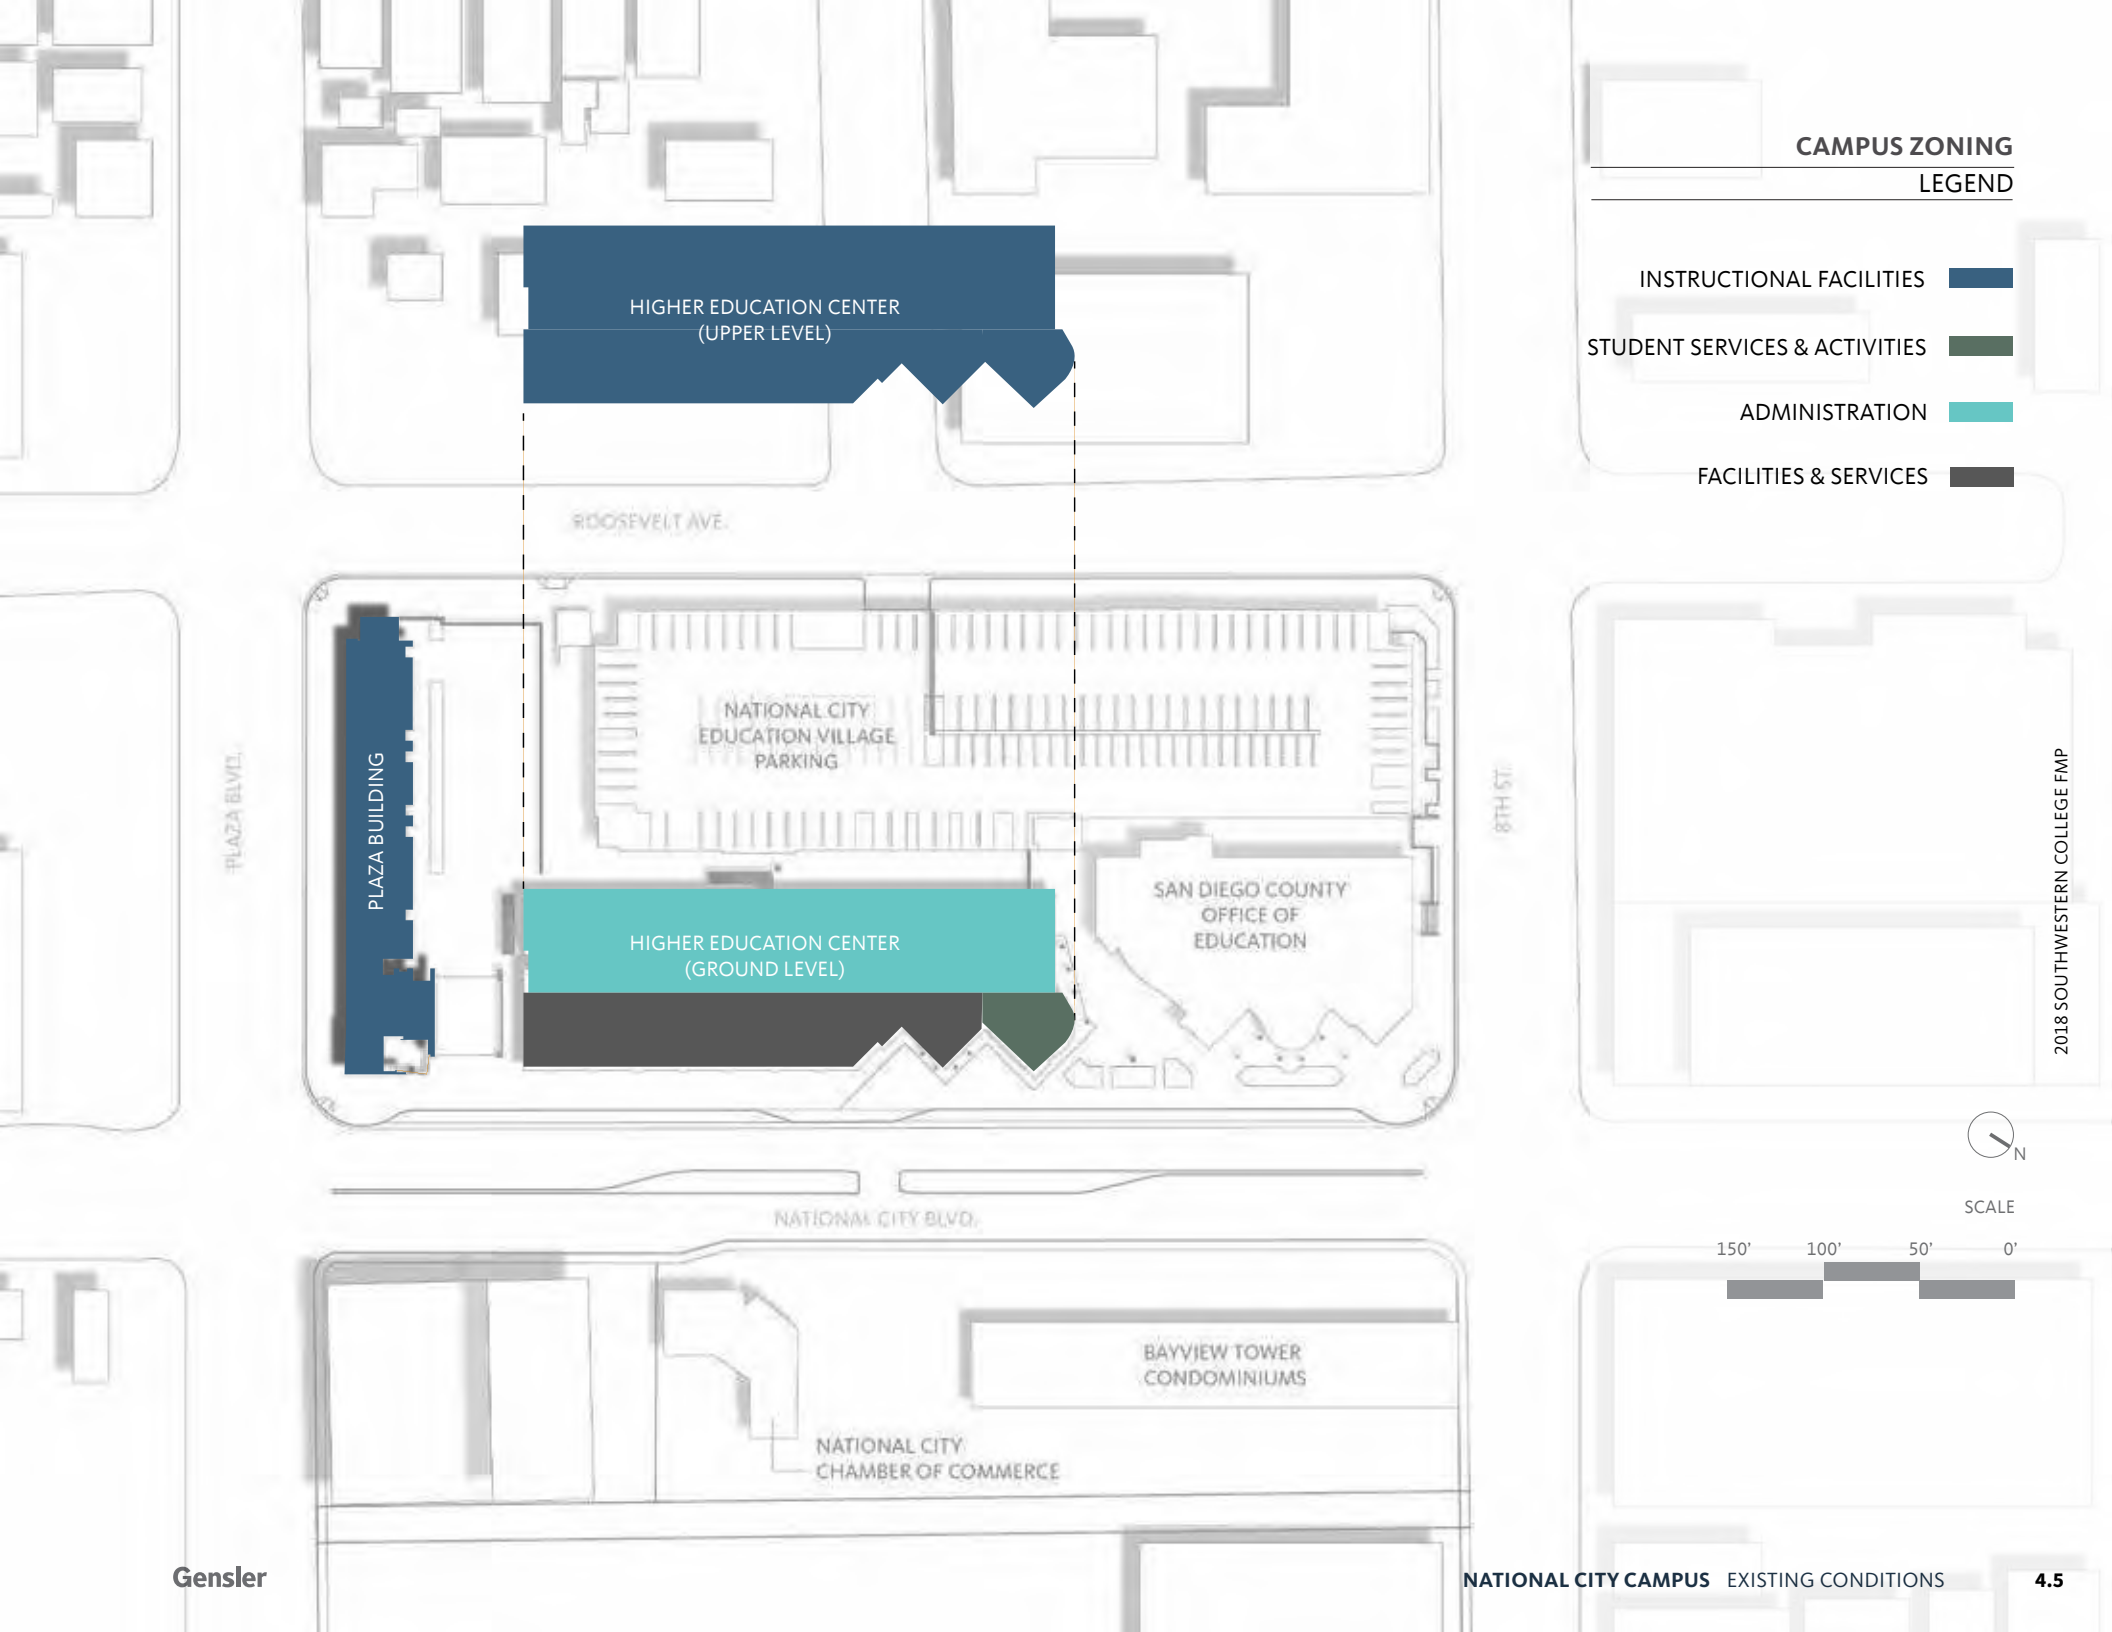 CAMPUS ZONING
LEGEND
INSTRUCTIONAL FACILITIES
STUDENT SERVICES & ACTIVITIES
ADMINISTRATION
FACILITIES & SERVICES
HIGHER EDUCATION CENTER
(UPPER LEVEL)
ROOSEVELT AVE.
NATIONAL CITY
EDUCATION VILLAGE
PARKING
PLAZA BLVD.
PLAZA BUILDING
8TH ST.
SAN DIEGO COUNTY
OFFICE OF
EDUCATION
HIGHER EDUCATION CENTER
(GROUND LEVEL)
2018 SOUTHWESTERN COLLEGE FMP
N
SCALE
150' 100' 50' 0'
NATIONAL CITY BLVD.
BAYVIEW TOWER
CONDOMINIUMS
NATIONAL CITY
CHAMBER OF COMMERCE
Gensler
NATIONAL CITY CAMPUS EXISTING CONDITIONS 4.5